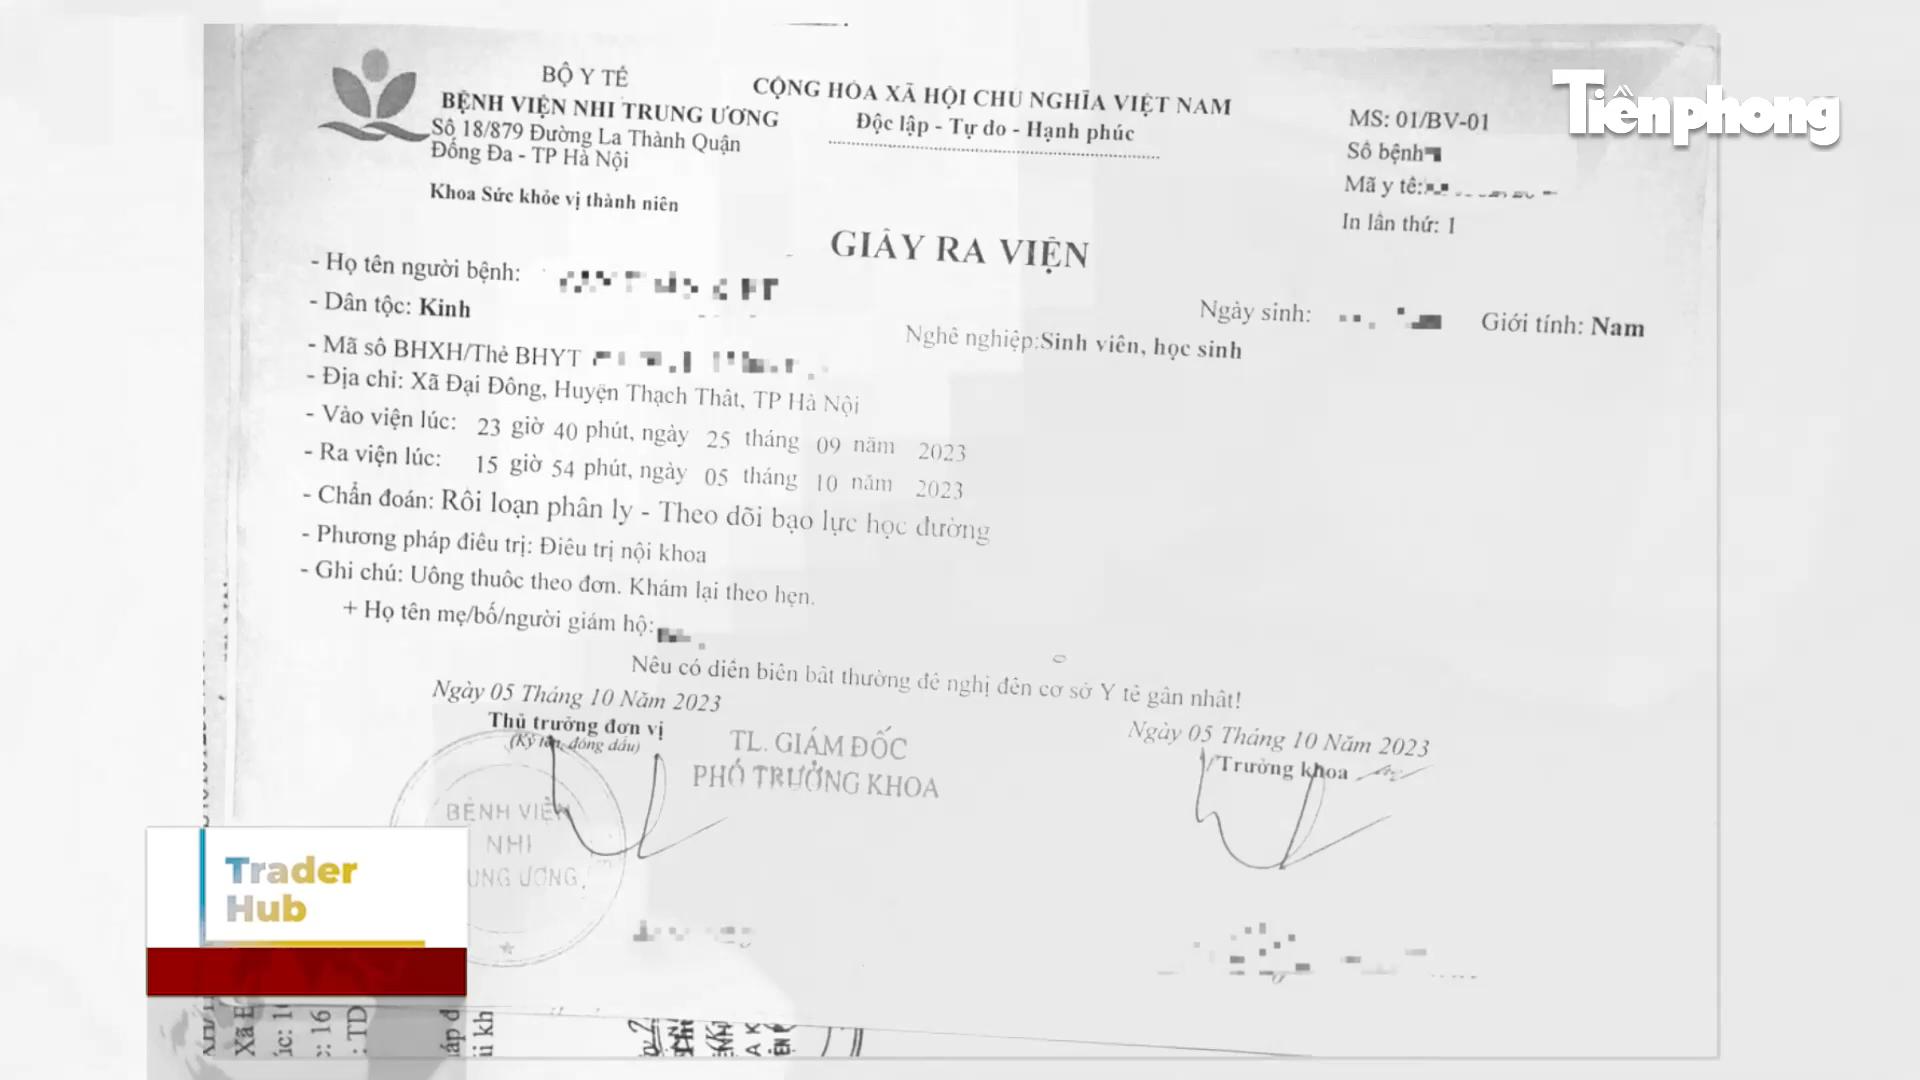 Tiền phong
BỘ Y TẾ
BỆNH VIỆN NHI TRUNG ƯƠNG
Số 18/879 Đường La Thành Quận
Đống Đa - TP Hà Nội
Khoa Sức khỏe vị thành niên
CỘNG HÒA XÃ HỘI CHỦ NGHĨA VIỆT NAM
Độc lập - Tự do - Hạnh phúc
MS: 01/BV-01
Số bệnh
Mã y tế:
In lần thứ: 1
GIẤY RA VIỆN
- Họ tên người bệnh:
Ngày sinh: Giới tính: Nam
- Dân tộc: Kinh
Nghề nghiệp:Sinh viên, học sinh
- Mã số BHXH/Thẻ BHYT
- Địa chỉ: Xã Đại Đồng, Huyện Thạch Thất, TP Hà Nội
- Vào viện lúc: 23 giờ 40 phút, ngày 25 tháng 09 năm 2023
- Ra viện lúc: 15 giờ 54 phút, ngày 05 tháng 10 năm 2023
- Chẩn đoán: Rối loạn phân ly - Theo dõi bạo lực học đường
- Phương pháp điều trị: Điều trị nội khoa
- Ghi chú: Uống thuốc theo đơn. Khám lại theo hẹn.
+ Họ tên mẹ/bố/người giám hộ:
Nếu có diễn biến bất thường đề nghị đến cơ sở Y tế gần nhất!
Ngày 05 Tháng 10 Năm 2023
Thủ trưởng đơn vị
(Ký tên, đóng dấu)
TL. GIÁM ĐỐC
PHÓ TRƯỞNG KHOA
Ngày 05 Tháng 10 Năm 2023
Trưởng khoa
BỆNH VIỆN
NHI
UNG ƯƠNG
Trader
Hub